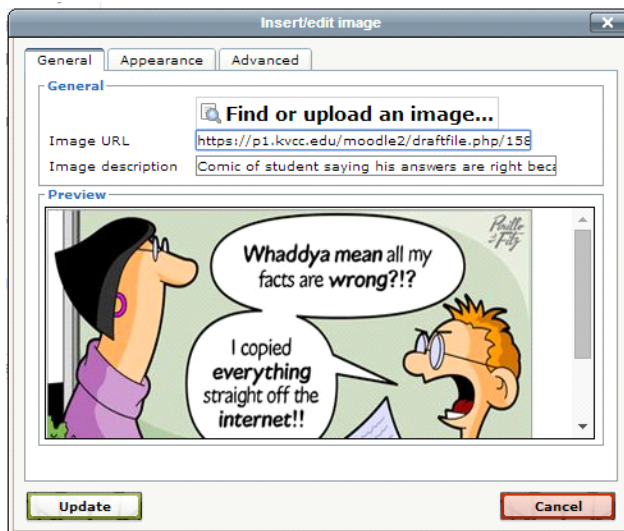 Insert/edit image
General
Appearance
Advanced
General
Find or upload an image...
Image URL
https://p1.kvcc.edu/moodle2/draftfile.php/158
Image description
Comic of student saying his answers are right beca
Preview
Pirillo
& Fitz
Whaddya mean all my
facts are wrong?!?
I copied
everything
straight off the
internet!!
Update
Cancel